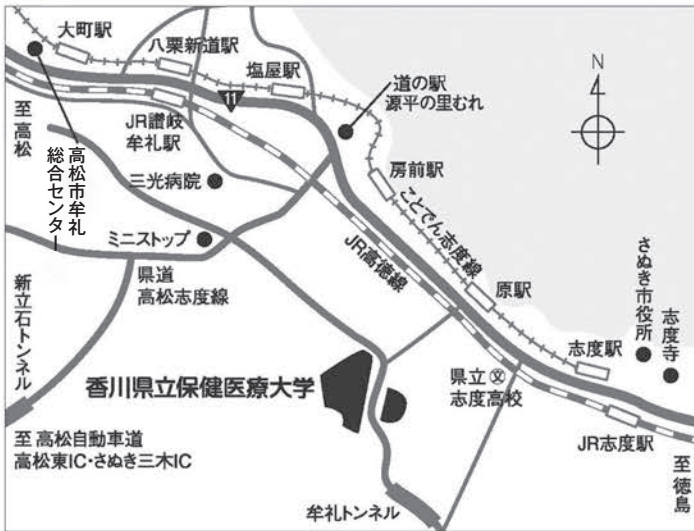 大町駅
八栗新道駅
塩屋駅
道の駅
源平の里むれ
N
11
至高松
JR讃岐
牟礼駅
高松市牟礼
総合センター
三光病院
房前駅
ことでん志度線
ミニストップ
JR高徳線
県道
高松志度線
原駅
さぬき市役所
志度寺
新立石トンネル
志度駅
香川県立保健医療大学
県立文
志度高校
至高松自動車道
高松東IC・さぬき三木IC
JR志度駅
至徳島
牟礼トンネル